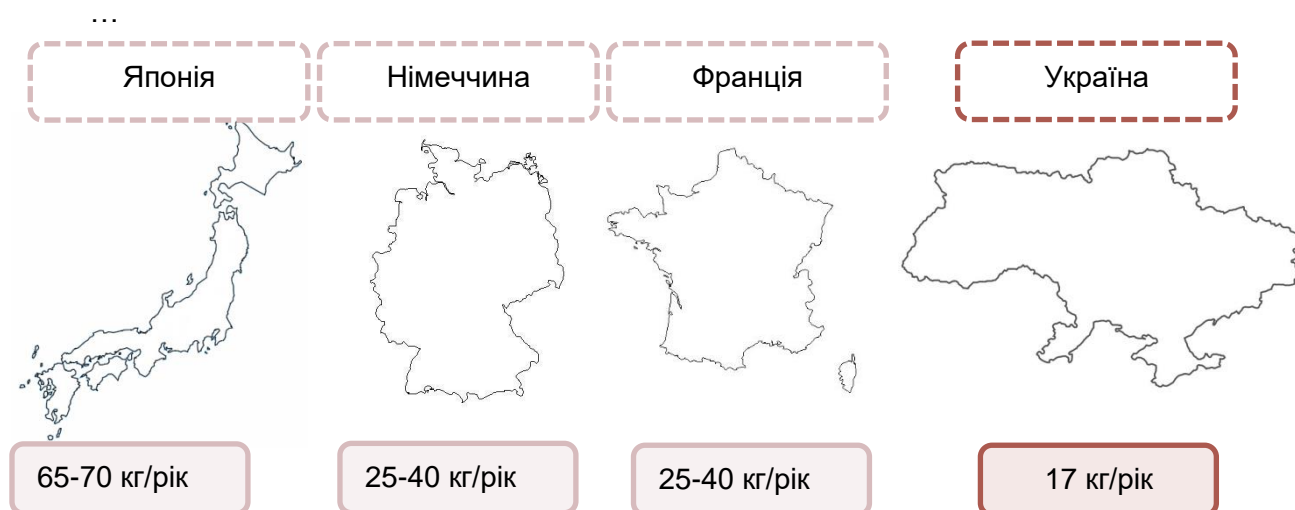 ...
Японія
Німеччина
Франція
Україна
65-70 кг/рік
25-40 кг/рік
25-40 кг/рік
17 кг/рік